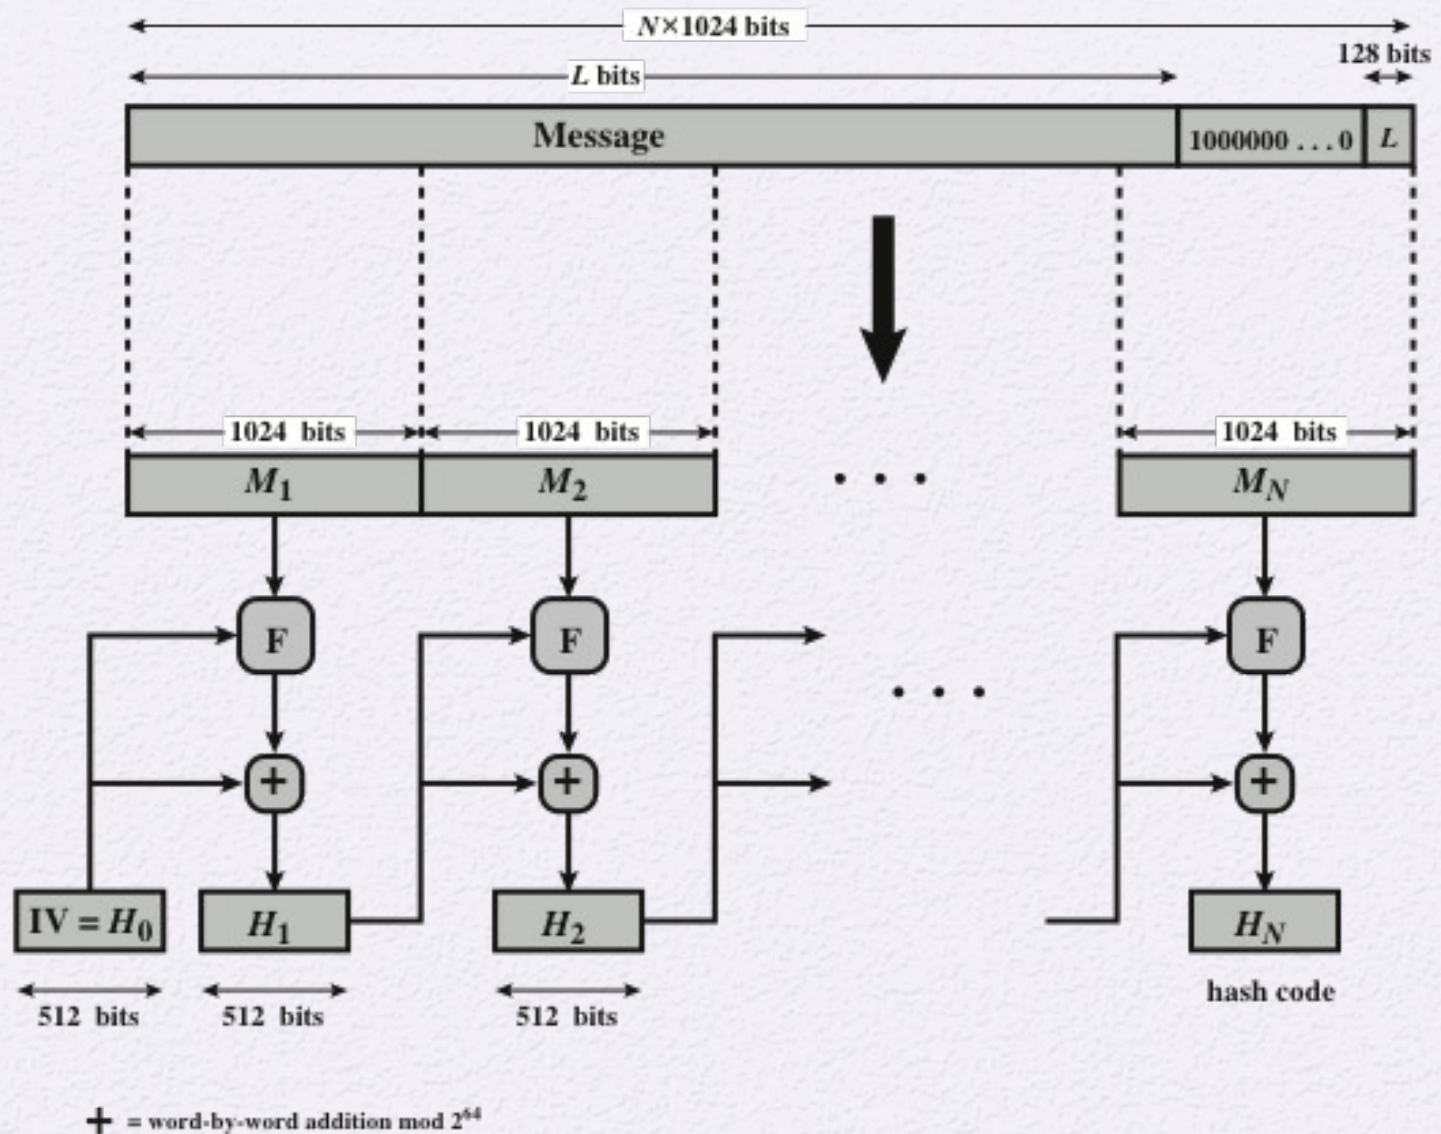 N×1024 bits
128 bits
L bits
Message 1000000 . . . 0 L
1024 bits 1024 bits 1024 bits
M1 M2 . . . MN
F F F
. . .
+ + +
IV = H0 H1 H2 HN
hash code
512 bits 512 bits 512 bits
+ = word-by-word addition mod 2^64